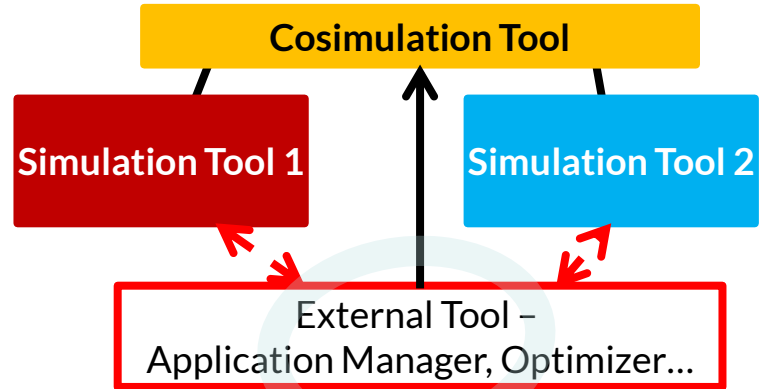 Cosimulation Tool
Simulation Tool 1
Simulation Tool 2
External Tool –
Application Manager, Optimizer...